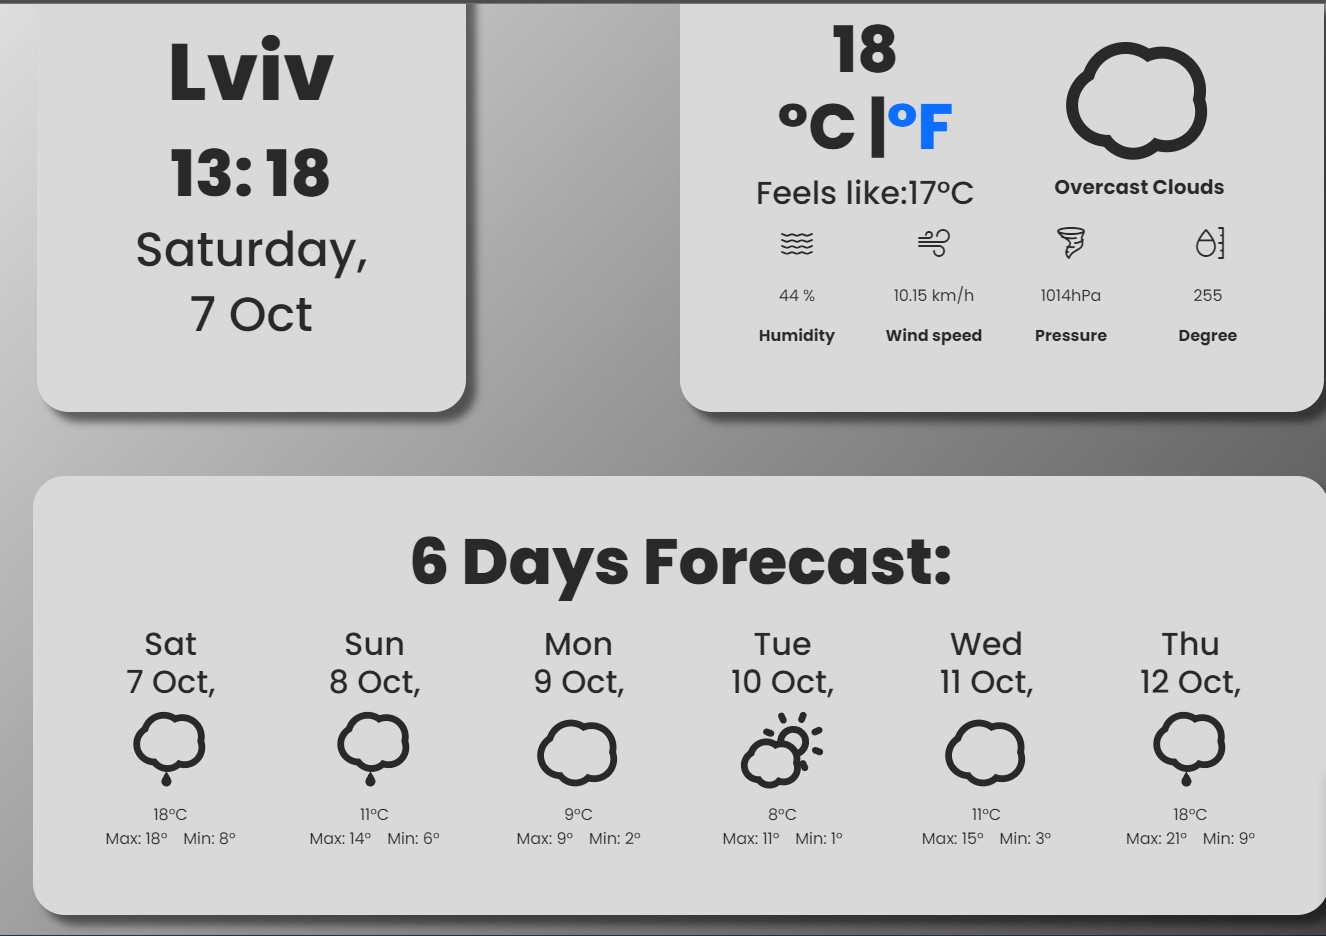 Lviv
13: 18
Saturday,
7 Oct
18
°C |°F
Feels like:17°C
Overcast Clouds
44 %
10.15 km/h
1014hPa
255
Humidity
Wind speed
Pressure
Degree
6 Days Forecast:
Sat
7 Oct,
18°C
Max: 18° Min: 8°
Sun
8 Oct,
11°C
Max: 14° Min: 6°
Mon
9 Oct,
9°C
Max: 9° Min: 2°
Tue
10 Oct,
8°C
Max: 11° Min: 1°
Wed
11 Oct,
11°C
Max: 15° Min: 3°
Thu
12 Oct,
18°C
Max: 21° Min: 9°